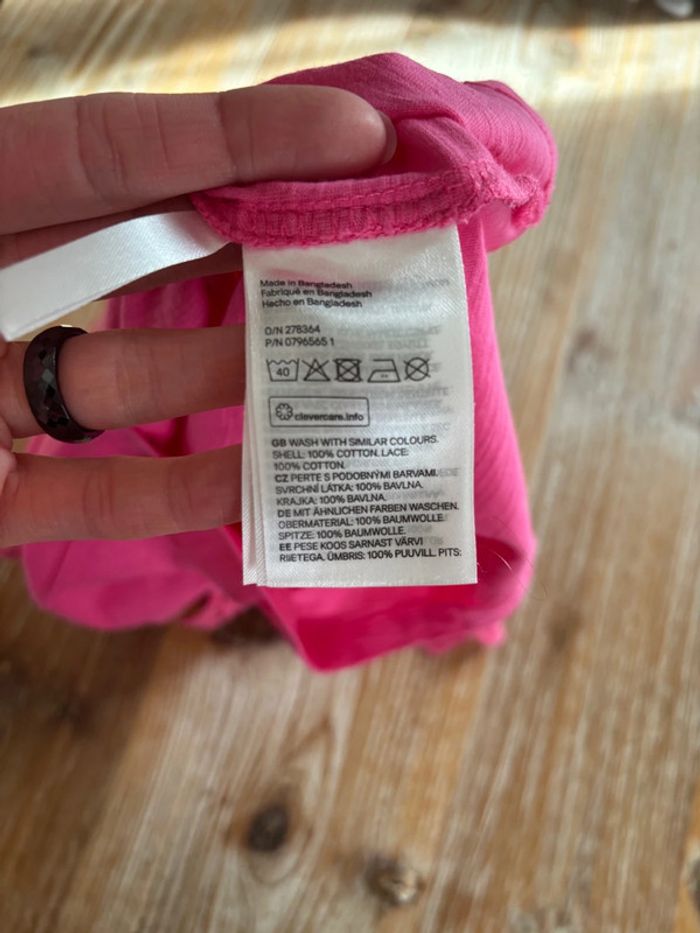 Made in Bangladesh
Fabriqué en Bangladesh
Hecho en Bangladesh
O/N 278364
P/N 0796565 1
40
clevercare.info
GB WASH WITH SIMILAR COLOURS.
SHELL: 100% COTTON. LACE:
100% COTTON.
CZ PERTE S PODOBNÝMI BARVAMI.
SVRCHNÍ LÁTKA: 100% BAVLNA.
KRAJKA: 100% BAVLNA.
DE MIT ÄHNLICHEN FARBEN WASCHEN.
OBERMATERIAL: 100% BAUMWOLLE.
SPITZE: 100% BAUMWOLLE.
EE PESE KOOS SARNAST VÄRVI
RIIETEGA. ÜMBRIS: 100% PUUVILL. PITS: